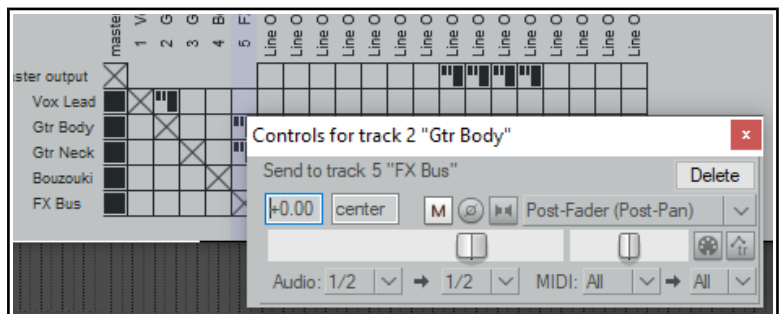 master
1 V
2 G
3 G
4 B
5 F
Line O
Line O
Line O
Line O
Line O
Line O
Line O
Line O
Line O
Line O
Line O
Line O
Line O
Line O
ster output
Vox Lead
Gtr Body
Gtr Neck
Bouzouki
FX Bus
Controls for track 2 "Gtr Body"
x
Send to track 5 "FX Bus"
Delete
+0.00 center M Post-Fader (Post-Pan)
tr
Audio: 1/2 1/2 MIDI: All All